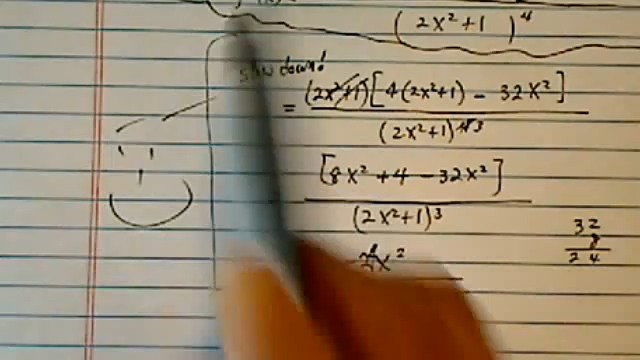 (2x²+1)⁴
slow down!
= (2x²+1)[4(2x²+1) - 32x²]
(2x²+1)⁴ ³
[8x² + 4 - 32x²]
(2x²+1)³
x²
32
8
24